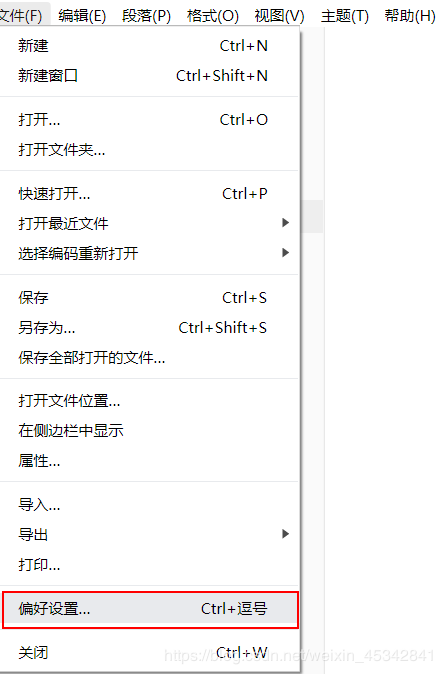 文件(F) 编辑(E) 段落(P) 格式(O) 视图(V) 主题(T) 帮助(H)
新建 Ctrl+N
新建窗口 Ctrl+Shift+N
打开... Ctrl+O
打开文件夹...
快速打开... Ctrl+P
打开最近文件
选择编码重新打开
保存 Ctrl+S
另存为... Ctrl+Shift+S
保存全部打开的文件...
打开文件位置...
在侧边栏中显示
属性...
导入...
导出
打印...
偏好设置... Ctrl+逗号
关闭 Ctrl+W
https://blog.csdn.net/weixin_45342841